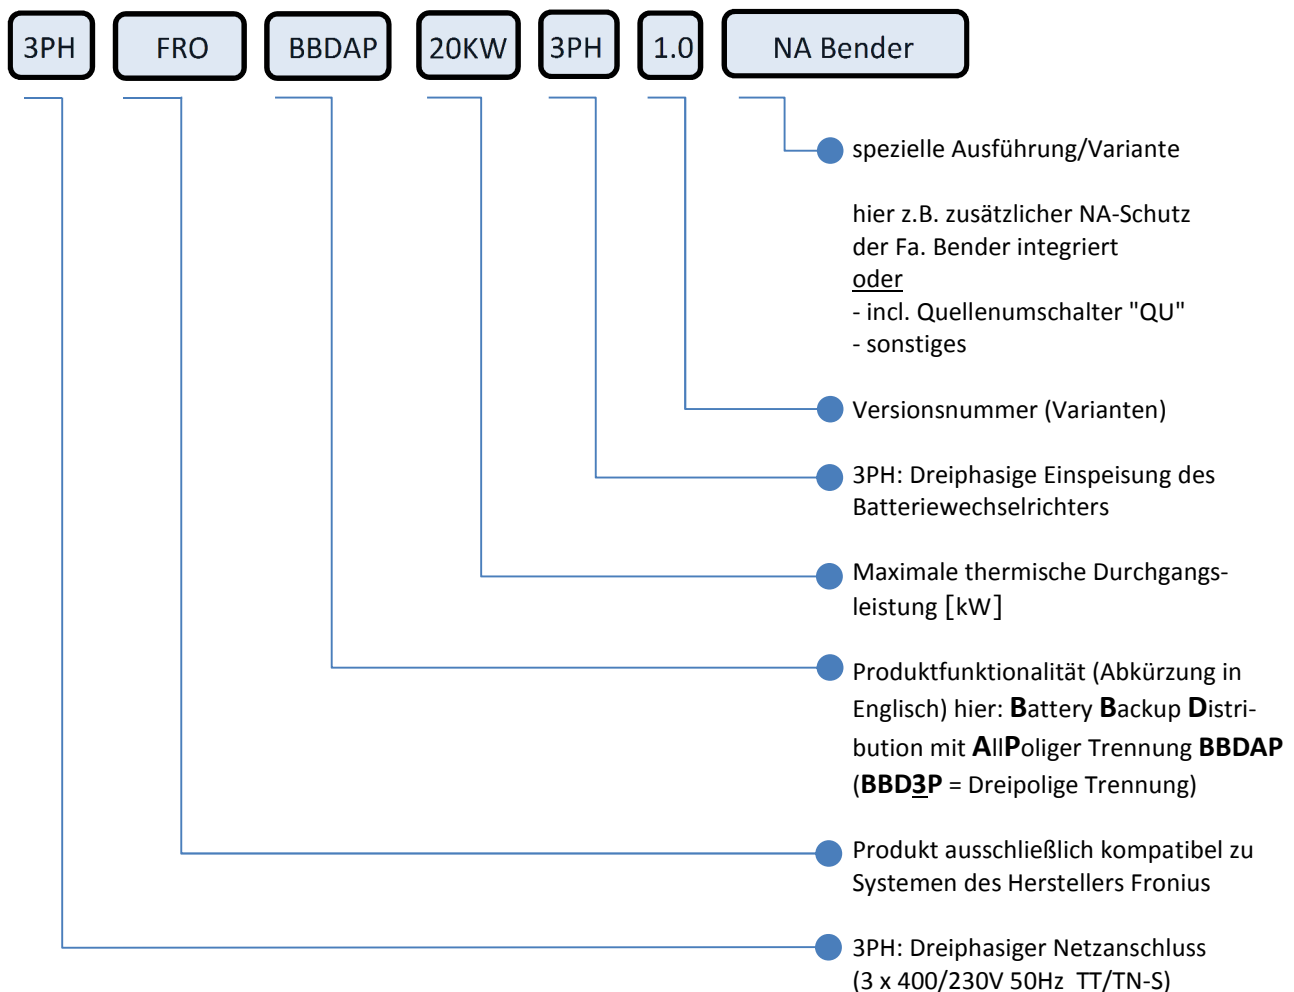 3PH FRO BBDAP 20KW 3PH 1.0 NA Bender
spezielle Ausführung/Variante
hier z.B. zusätzlicher NA-Schutz
der Fa. Bender integriert
oder
- incl. Quellenumschalter "QU"
- sonstiges
Versionsnummer (Varianten)
3PH: Dreiphasige Einspeisung des
Batteriewechselrichters
Maximale thermische Durchgangs-
leistung [kW]
Produktfunktionalität (Abkürzung in
Englisch) hier: Battery Backup Distri-
bution mit AllPoliger Trennung BBDAP
(BBD3P = Dreipolige Trennung)
Produkt ausschließlich kompatibel zu
Systemen des Herstellers Fronius
3PH: Dreiphasiger Netzanschluss
(3 x 400/230V 50Hz TT/TN-S)